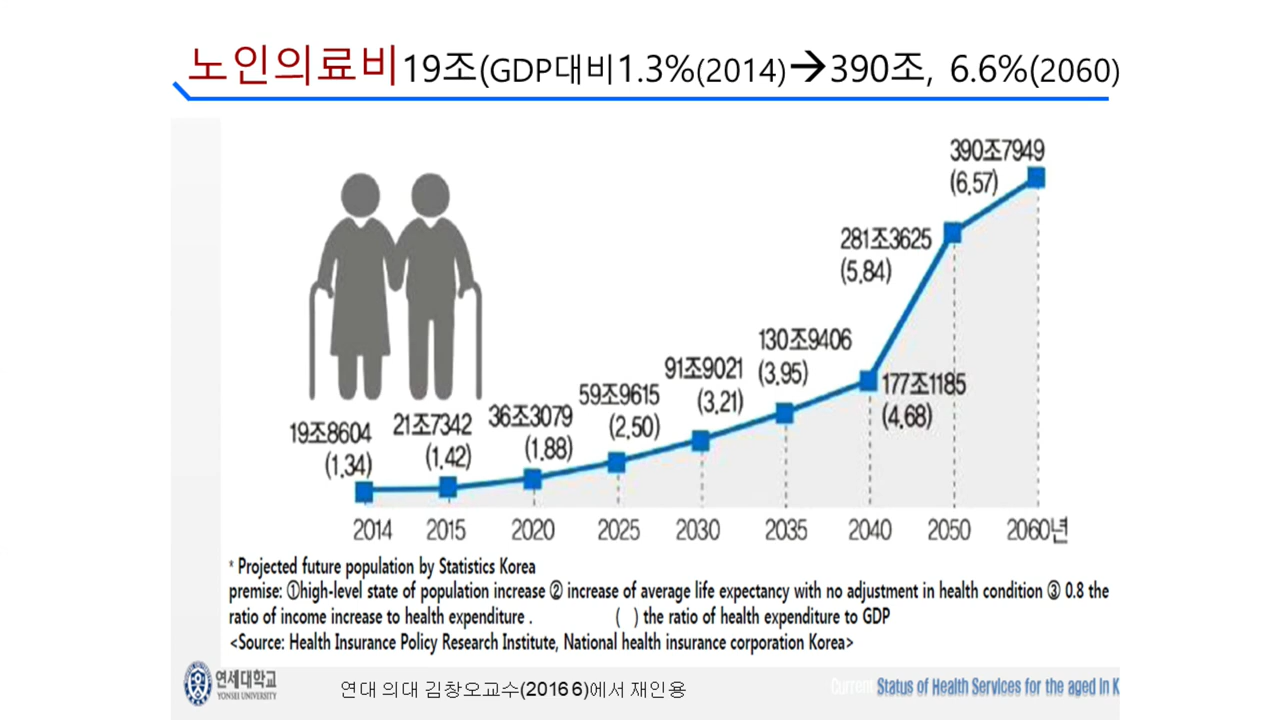 노인의료비19조(GDP대비1.3%(2014)→390조, 6.6%(2060)
390조7949
(6.57)
281조3625
(5.84)
130조9406
(3.95)
91조9021
(3.21)
177조1185
(4.68)
59조9615
(2.50)
36조3079
(1.88)
21조7342
(1.42)
19조8604
(1.34)
2014 2015 2020 2025 2030 2035 2040 2050 2060년
* Projected future population by Statistics Korea
premise: ①high-level state of population increase ② increase of average life expectancy with no adjustment in health condition ③ 0.8 the
ratio of income increase to health expenditure . ( ) the ratio of health expenditure to GDP
<Source: Health Insurance Policy Research Institute, National health insurance corporation Korea>
연세대학교
YONSEI UNIVERSITY
연대 의대 김창오교수(2016 6)에서 재인용
Current Status of Health Services for the aged in K